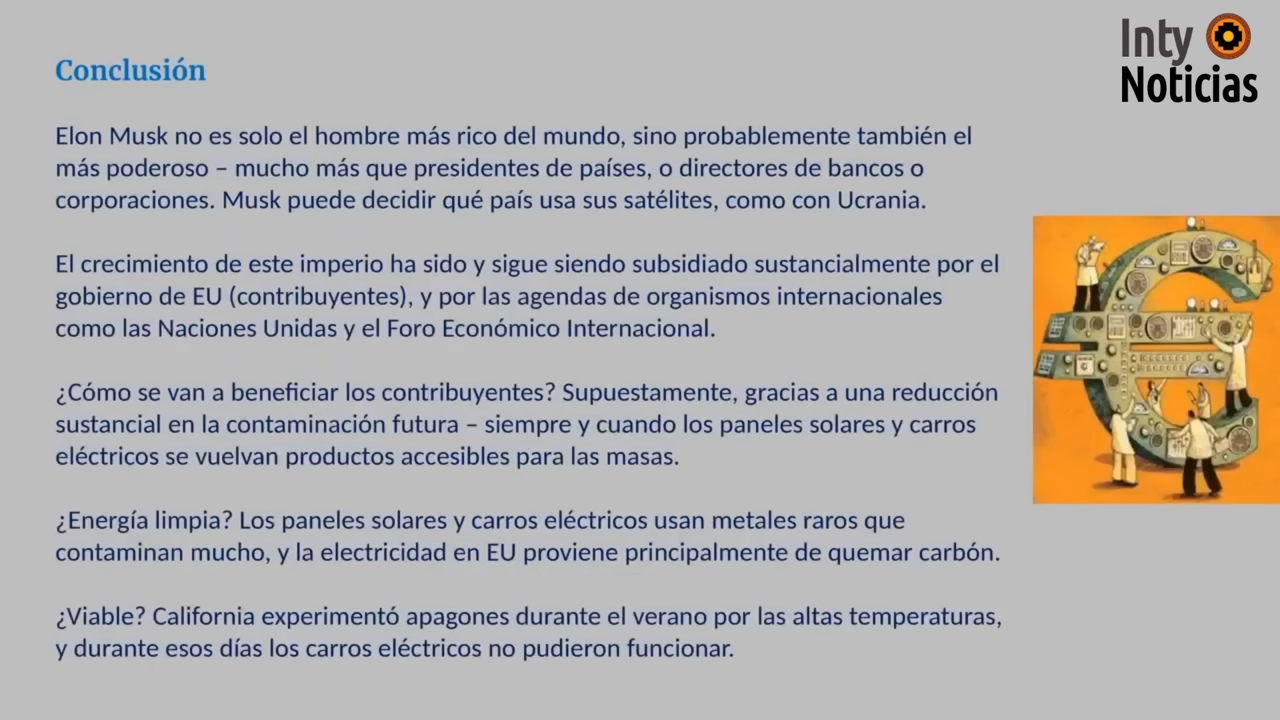 Inty
Noticias
Conclusión
Elon Musk no es solo el hombre más rico del mundo, sino probablemente también el
más poderoso – mucho más que presidentes de países, o directores de bancos o
corporaciones. Musk puede decidir qué país usa sus satélites, como con Ucrania.
El crecimiento de este imperio ha sido y sigue siendo subsidiado sustancialmente por el
gobierno de EU (contribuyentes), y por las agendas de organismos internacionales
como las Naciones Unidas y el Foro Económico Internacional.
¿Cómo se van a beneficiar los contribuyentes? Supuestamente, gracias a una reducción
sustancial en la contaminación futura – siempre y cuando los paneles solares y carros
eléctricos se vuelvan productos accesibles para las masas.
¿Energía limpia? Los paneles solares y carros eléctricos usan metales raros que
contaminan mucho, y la electricidad en EU proviene principalmente de quemar carbón.
¿Viable? California experimentó apagones durante el verano por las altas temperaturas,
y durante esos días los carros eléctricos no pudieron funcionar.